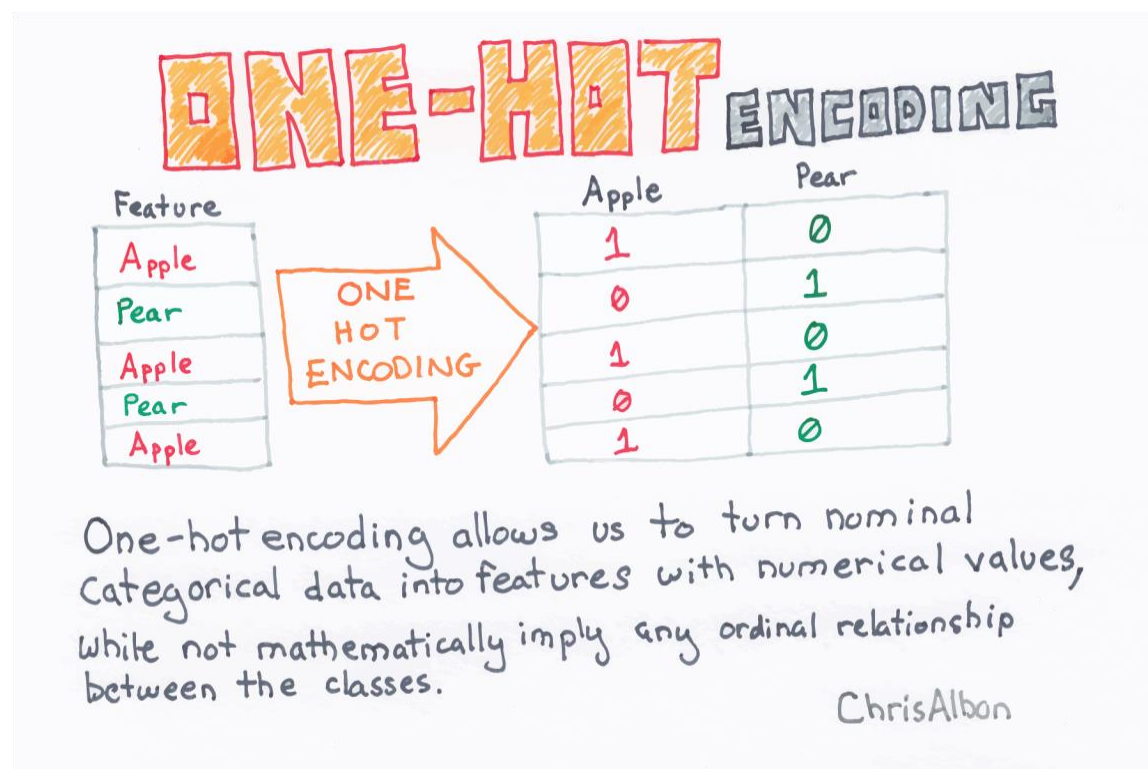 ONE-HOT ENCODING
Feature
Apple
Pear
Apple
Pear
Apple
ONE
HOT
ENCODING
Apple Pear
1 0
0 1
1 0
0 1
1 0
One-hot encoding allows us to turn nominal
categorical data into features with numerical values,
while not mathematically imply any ordinal relationship
between the classes.
ChrisAlbon